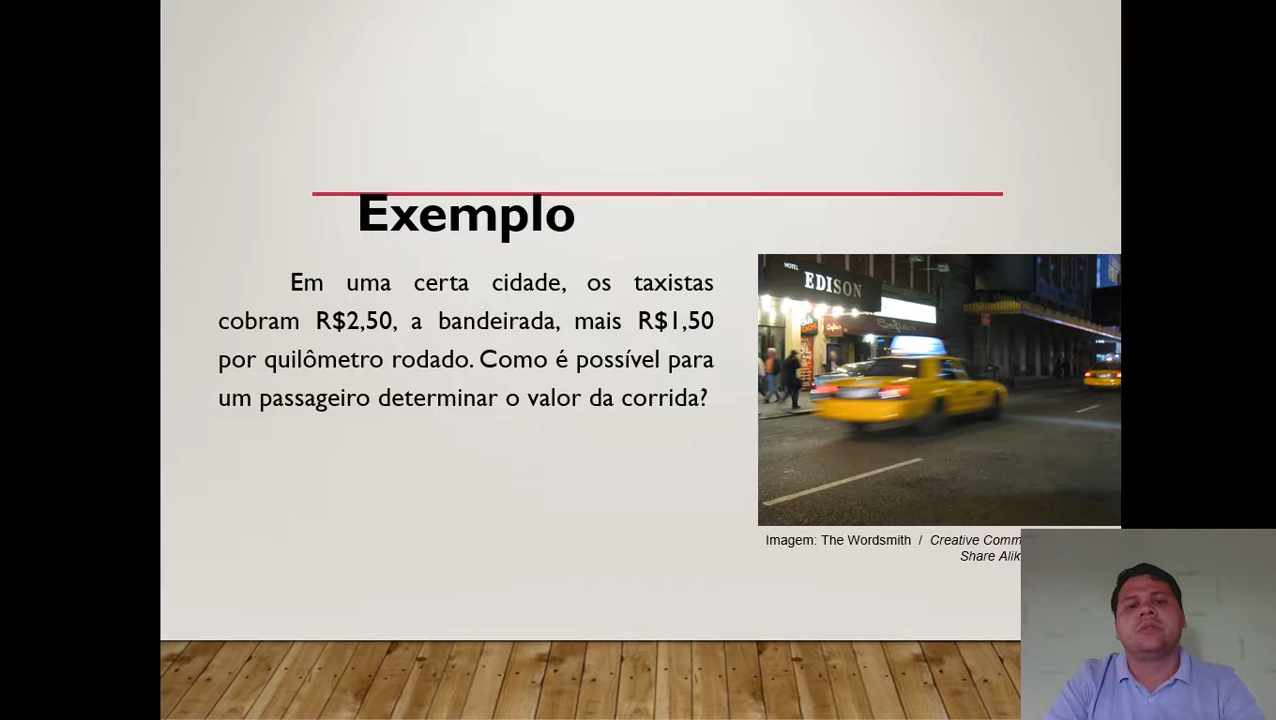 Exemplo
Em uma certa cidade, os taxistas
cobram R$2,50, a bandeirada, mais R$1,50
por quilômetro rodado. Como é possível para
um passageiro determinar o valor da corrida?
HOTEL
EDISON
Sofia's
Imagem: The Wordsmith / Creative Comm
Share Alik